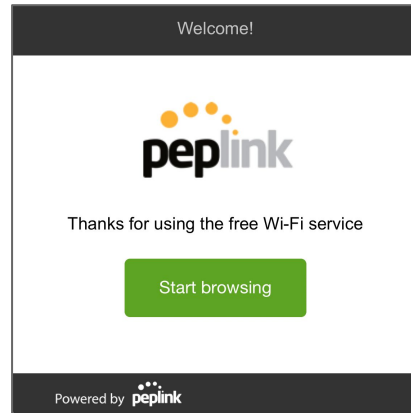 Welcome!
peplink
Thanks for using the free Wi-Fi service
Start browsing
Powered by peplink